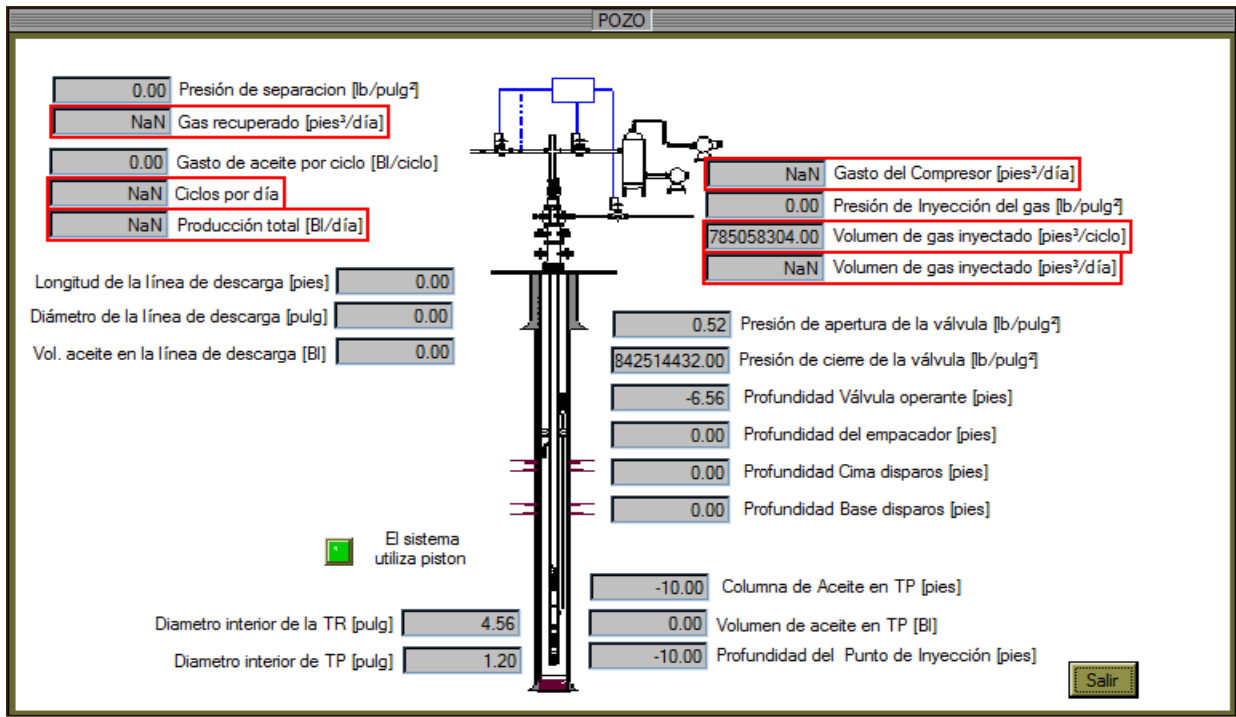 POZO
0.00 Presión de separacion [lb/pulg²]
NaN Gas recuperado [pies³/día]
0.00 Gasto de aceite por ciclo [Bl/ciclo]
NaN Ciclos por día
NaN Producción total [Bl/día]
NaN Gasto del Compresor [pies³/día]
0.00 Presión de Inyección del gas [lb/pulg²]
785058304.00 Volumen de gas inyectado [pies³/ciclo]
NaN Volumen de gas inyectado [pies³/día]
Longitud de la línea de descarga [pies] 0.00
Diámetro de la línea de descarga [pulg] 0.00
Vol. aceite en la línea de descarga [Bl] 0.00
0.52 Presión de apertura de la válvula [lb/pulg²]
842514432.00 Presión de cierre de la válvula [lb/pulg²]
-6.56 Profundidad Válvula operante [pies]
0.00 Profundidad del empacador [pies]
0.00 Profundidad Cima disparos [pies]
0.00 Profundidad Base disparos [pies]
El sistema
utiliza piston
Diametro interior de la TR [pulg] 4.56
Diametro interior de TP [pulg] 1.20
-10.00 Columna de Aceite en TP [pies]
0.00 Volumen de aceite en TP [Bl]
-10.00 Profundidad del Punto de Inyección [pies]
Salir